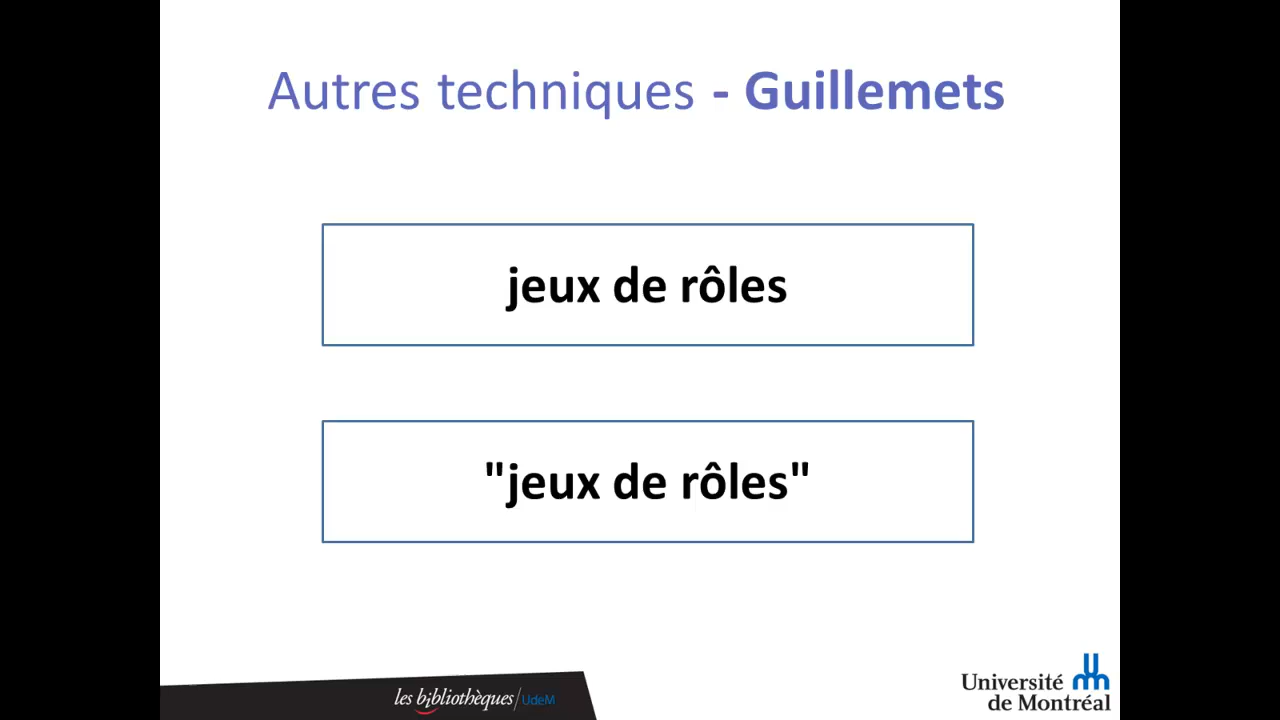 Autres techniques - Guillemets
jeux de rôles
"jeux de rôles"
les bibliothèques/UdeM
Université
de Montréal